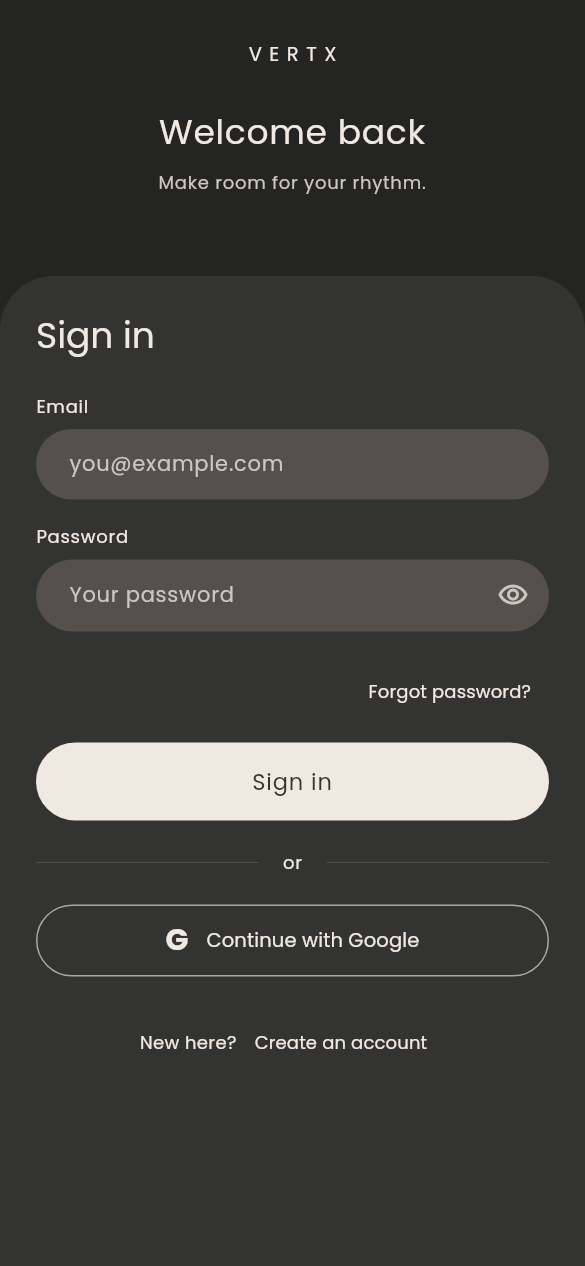 VERTX
Welcome back
Make room for your rhythm.
Sign in
Email
you@example.com
Password
Your password
Forgot password?
Sign in
or
G Continue with Google
New here? Create an account